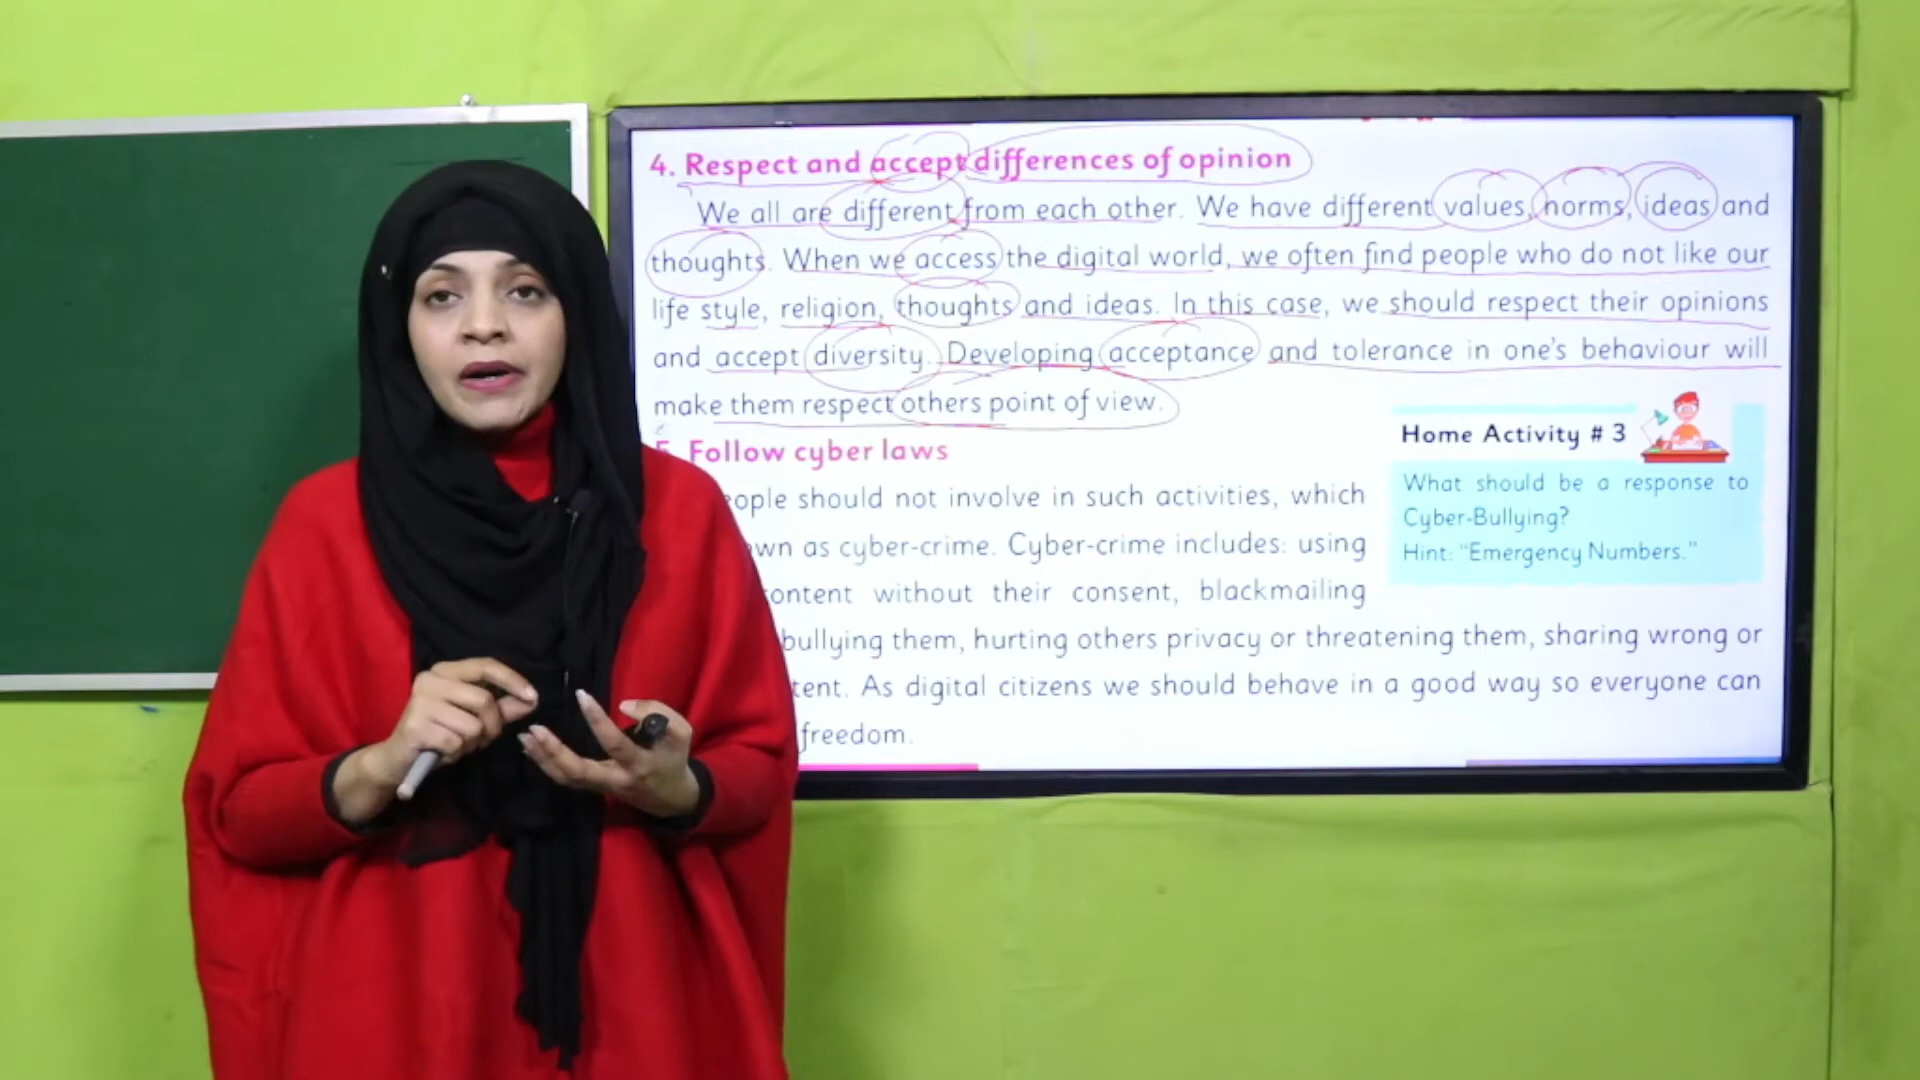 4. Respect and accept differences of opinion
We all are different from each other. We have different values, norms, ideas and
thoughts. When we access the digital world, we often find people who do not like our
life style, religion, thoughts and ideas. In this case, we should respect their opinions
and accept diversity. Developing acceptance and tolerance in one's behaviour will
make them respect others point of view.
5. Follow cyber laws
should not involve in such activities, which
as cyber-crime. Cyber-crime includes: using
without their consent, blackmailing
bullying them, hurting others privacy or threatening them, sharing wrong or
As digital citizens we should behave in a good way so everyone can
freedom.
Home Activity # 3
What should be a response to
Cyber-Bullying?
Hint: "Emergency Numbers."